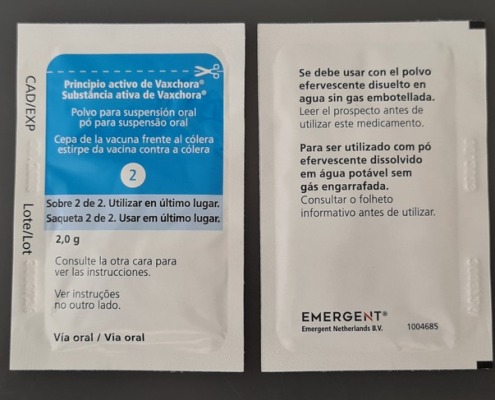 CAD/EXP
Lote/Lot
Principio activo de Vaxchora®
Substância ativa de Vaxchora®
Polvo para suspensión oral
pó para suspensão oral
Cepa de la vacuna frente al cólera
estirpe da vacina contra a cólera
2
Sobre 2 de 2. Utilizar en último lugar.
Saqueta 2 de 2. Usar em último lugar.
2,0 g
Consulte la otra cara para
ver las instrucciones.
Ver instruções
no outro lado.
Vía oral / Via oral
Se debe usar con el polvo
efervescente disuelto en
agua sin gas embotellada.
Leer el prospecto antes de
utilizar este medicamento.
Para ser utilizado com pó
efervescente dissolvido
em água potável sem
gás engarrafada.
Consultar o folheto
informativo antes de utilizar.
EMERGENT®
Emergent Netherlands B.V.
1004685